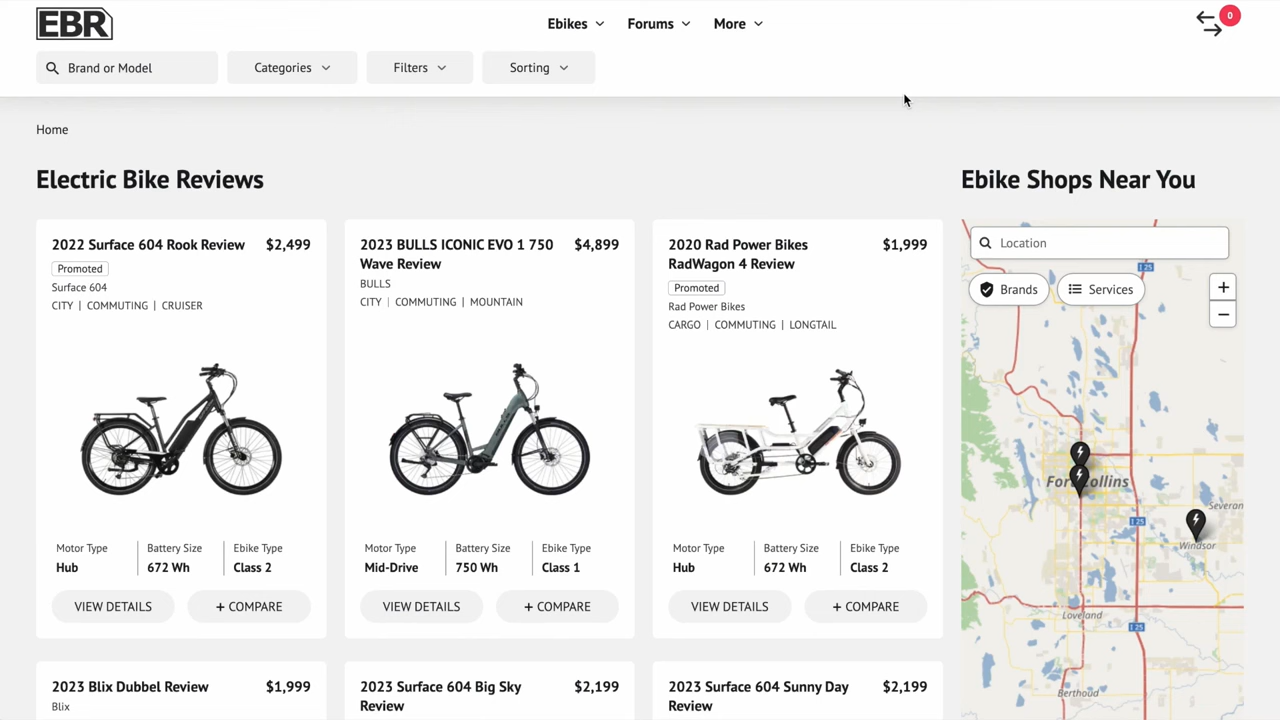 EBR
Ebikes
Forums
More
0
Brand or Model
Categories
Filters
Sorting
Home
Electric Bike Reviews
Ebike Shops Near You
2022 Surface 604 Rook Review
$2,499
Promoted
Surface 604
CITY | COMMUTING | CRUISER
Motor Type
Hub
Battery Size
672 Wh
Ebike Type
Class 2
VIEW DETAILS
+ COMPARE
2023 BULLS ICONIC EVO 1 750
Wave Review
$4,899
BULLS
CITY | COMMUTING | MOUNTAIN
Motor Type
Mid-Drive
Battery Size
750 Wh
Ebike Type
Class 1
VIEW DETAILS
+ COMPARE
2020 Rad Power Bikes
RadWagon 4 Review
$1,999
Promoted
Rad Power Bikes
CARGO | COMMUTING | LONGTAIL
Motor Type
Hub
Battery Size
672 Wh
Ebike Type
Class 2
VIEW DETAILS
+ COMPARE
Location
I 25
Brands
Services
+
−
Fort Collins
Severan
I 25
Windsor
Loveland
I 25
Berthoud
2023 Blix Dubbel Review
$1,999
Blix
2023 Surface 604 Big Sky
Review
$2,199
2023 Surface 604 Sunny Day
Review
$2,199